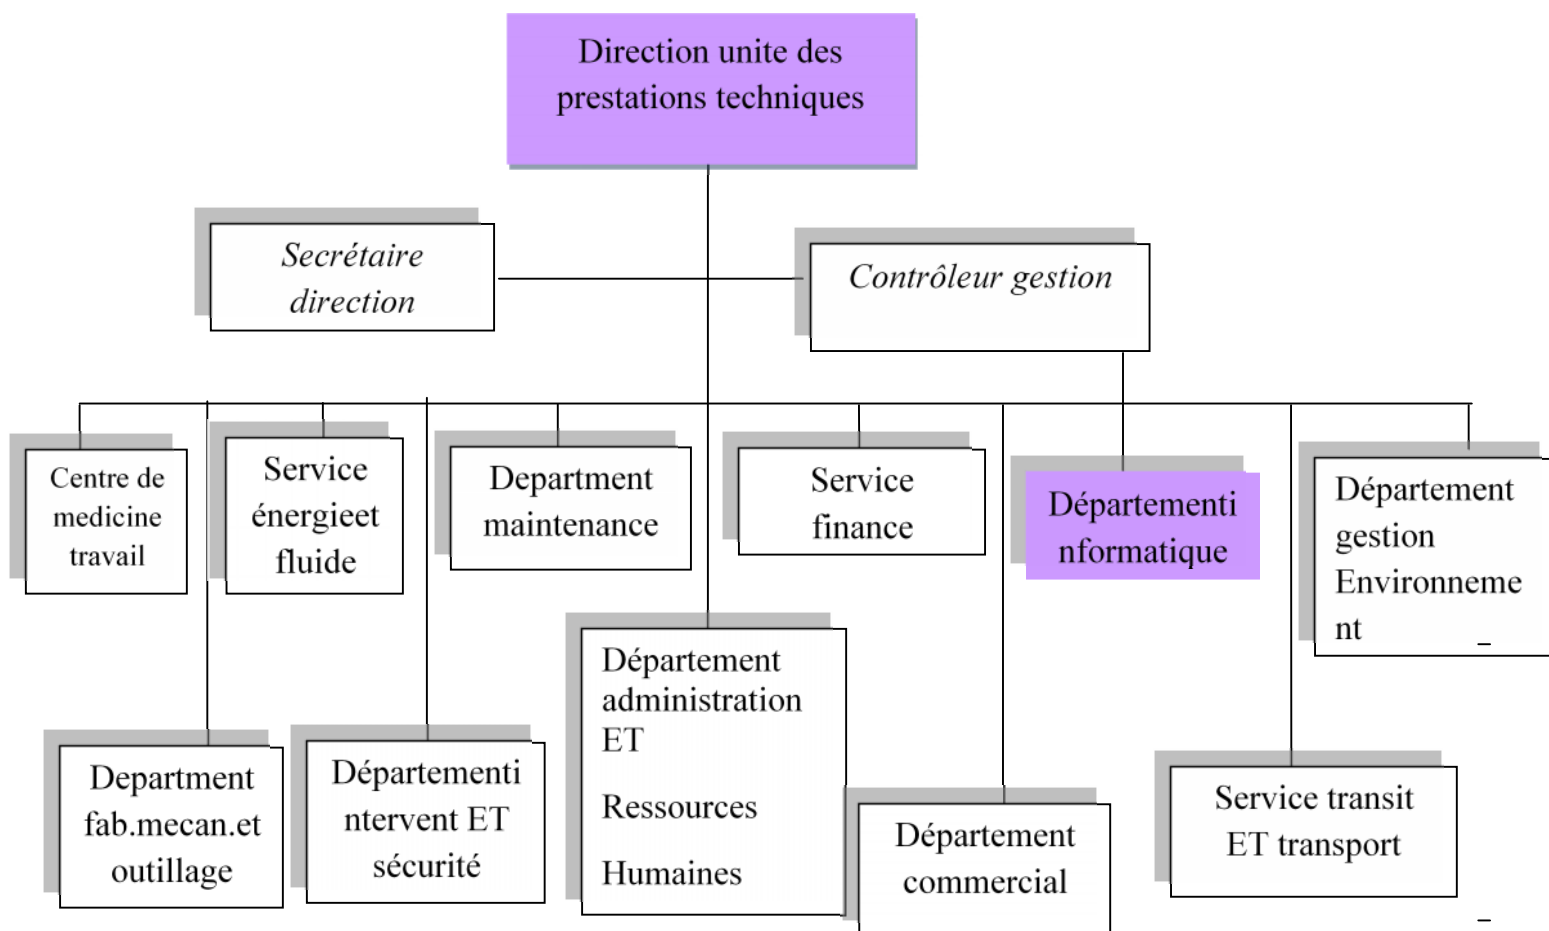 Direction unite des
prestations techniques
Secrétaire
direction
Contrôleur gestion
Centre de
medicine
travail
Service
énergieet
fluide
Department
maintenance
Service
finance
Départementi
nformatique
Département
gestion
Environneme
nt
Department
fab.mecan.et
outillage
Départementi
ntervent ET
sécurité
Département
administration
ET
Ressources
Humaines
Département
commercial
Service transit
ET transport